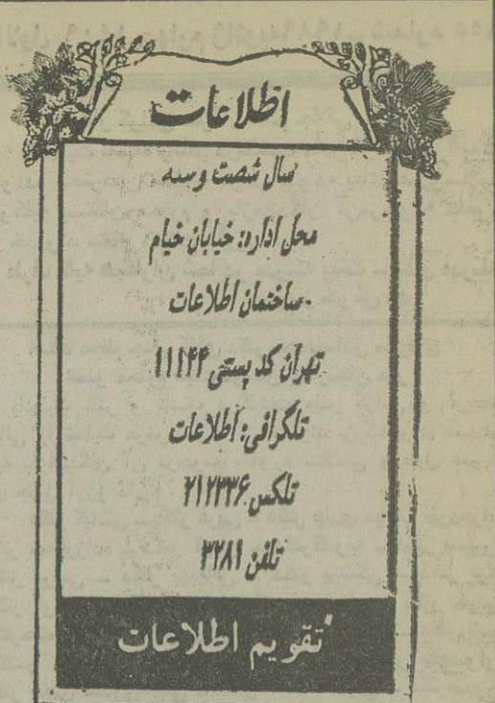 اطلاعات
سال شصت و سه
محل اداره: خیابان خیام
ساختمان اطلاعات
تهران کد پستی ۱۱۱۴۴
تلگرافی: اطلاعات
تلکس ۲۱۲۳۳۶
تلفن ۳۲۸۱
تقویم اطلاعات